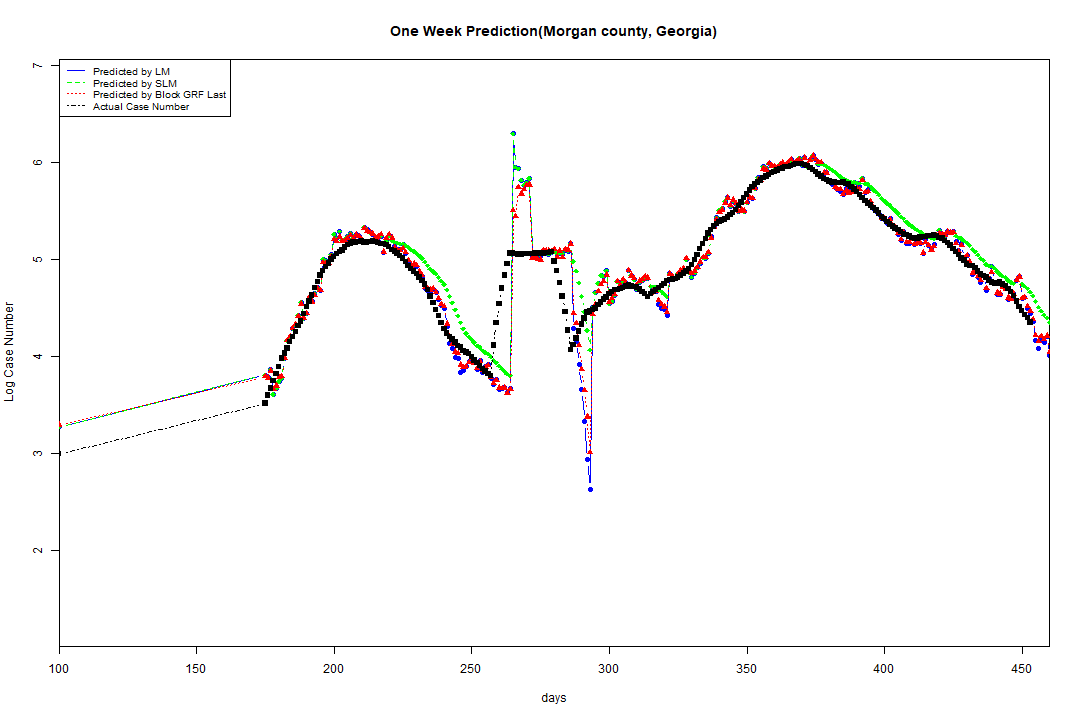 One Week Prediction(Morgan county, Georgia)
7
Predicted by LM
Predicted by SLM
Predicted by Block GRF Last
Actual Case Number
6
5
4
3
2
Log Case Number
100 150 200 250 300 350 400 450
days